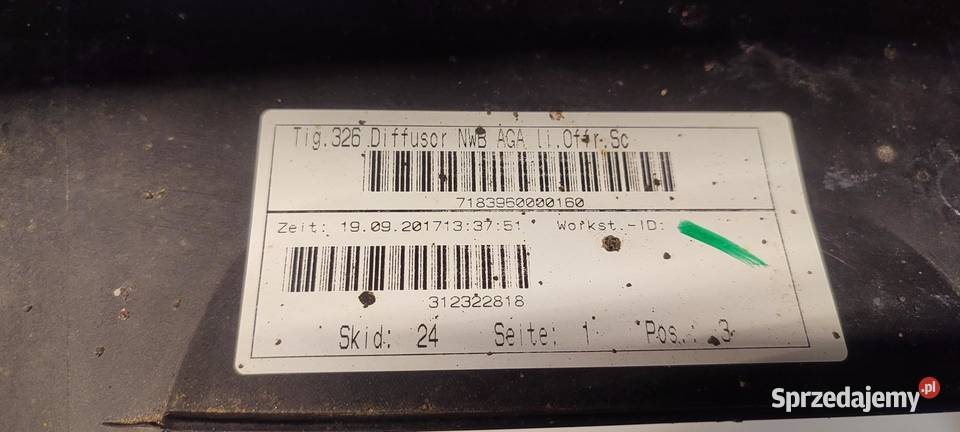 Tig.326 Diffusor NWB AGA li.Offr.Sc
7183960000160
Zeit: 19.09.201713:37:51 Workst.-ID:
312322818
Skid: 24 Seite: 1 Pos.: 3
Sprzedajemy.pl